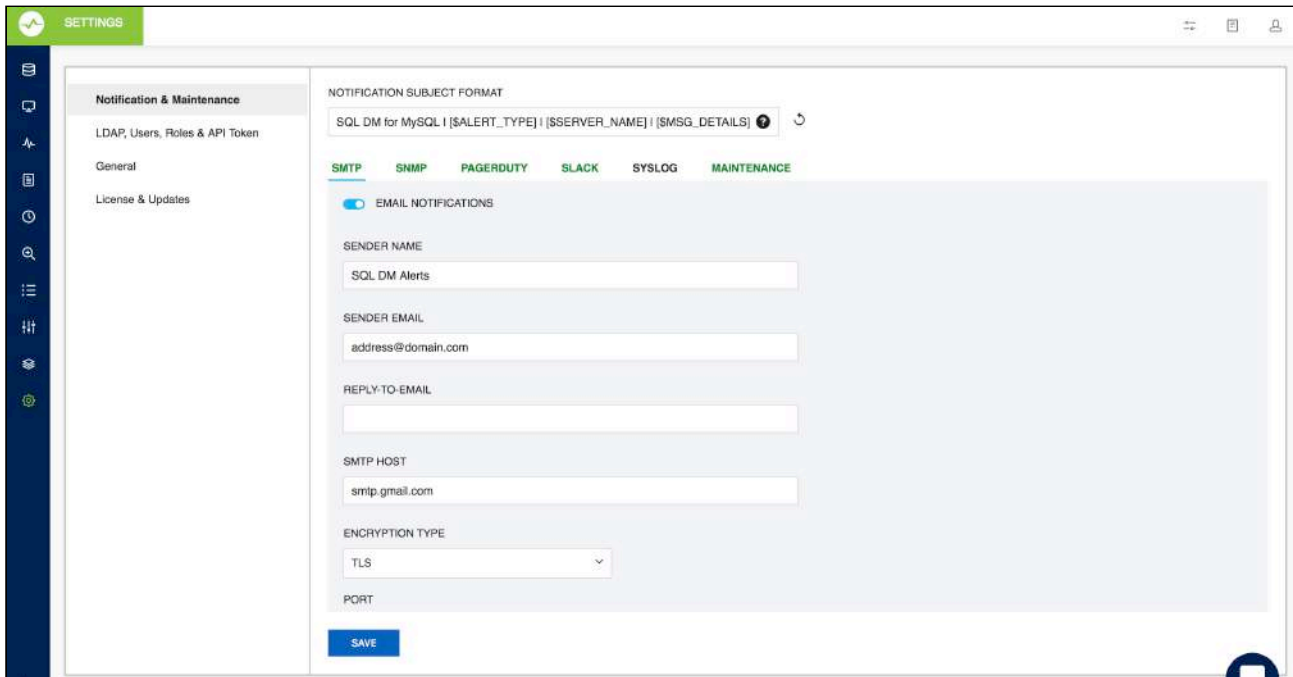 SETTINGS
Notification & Maintenance
LDAP, Users, Roles & API Token
General
License & Updates
NOTIFICATION SUBJECT FORMAT
SQL DM for MySQL | [$ALERT_TYPE] | [$SERVER_NAME] | [$MSG_DETAILS] ?
SMTP SNMP PAGERDUTY SLACK SYSLOG MAINTENANCE
EMAIL NOTIFICATIONS
SENDER NAME
SQL DM Alerts
SENDER EMAIL
address@domain.com
REPLY-TO-EMAIL
SMTP HOST
smtp.gmail.com
ENCRYPTION TYPE
TLS
PORT
SAVE